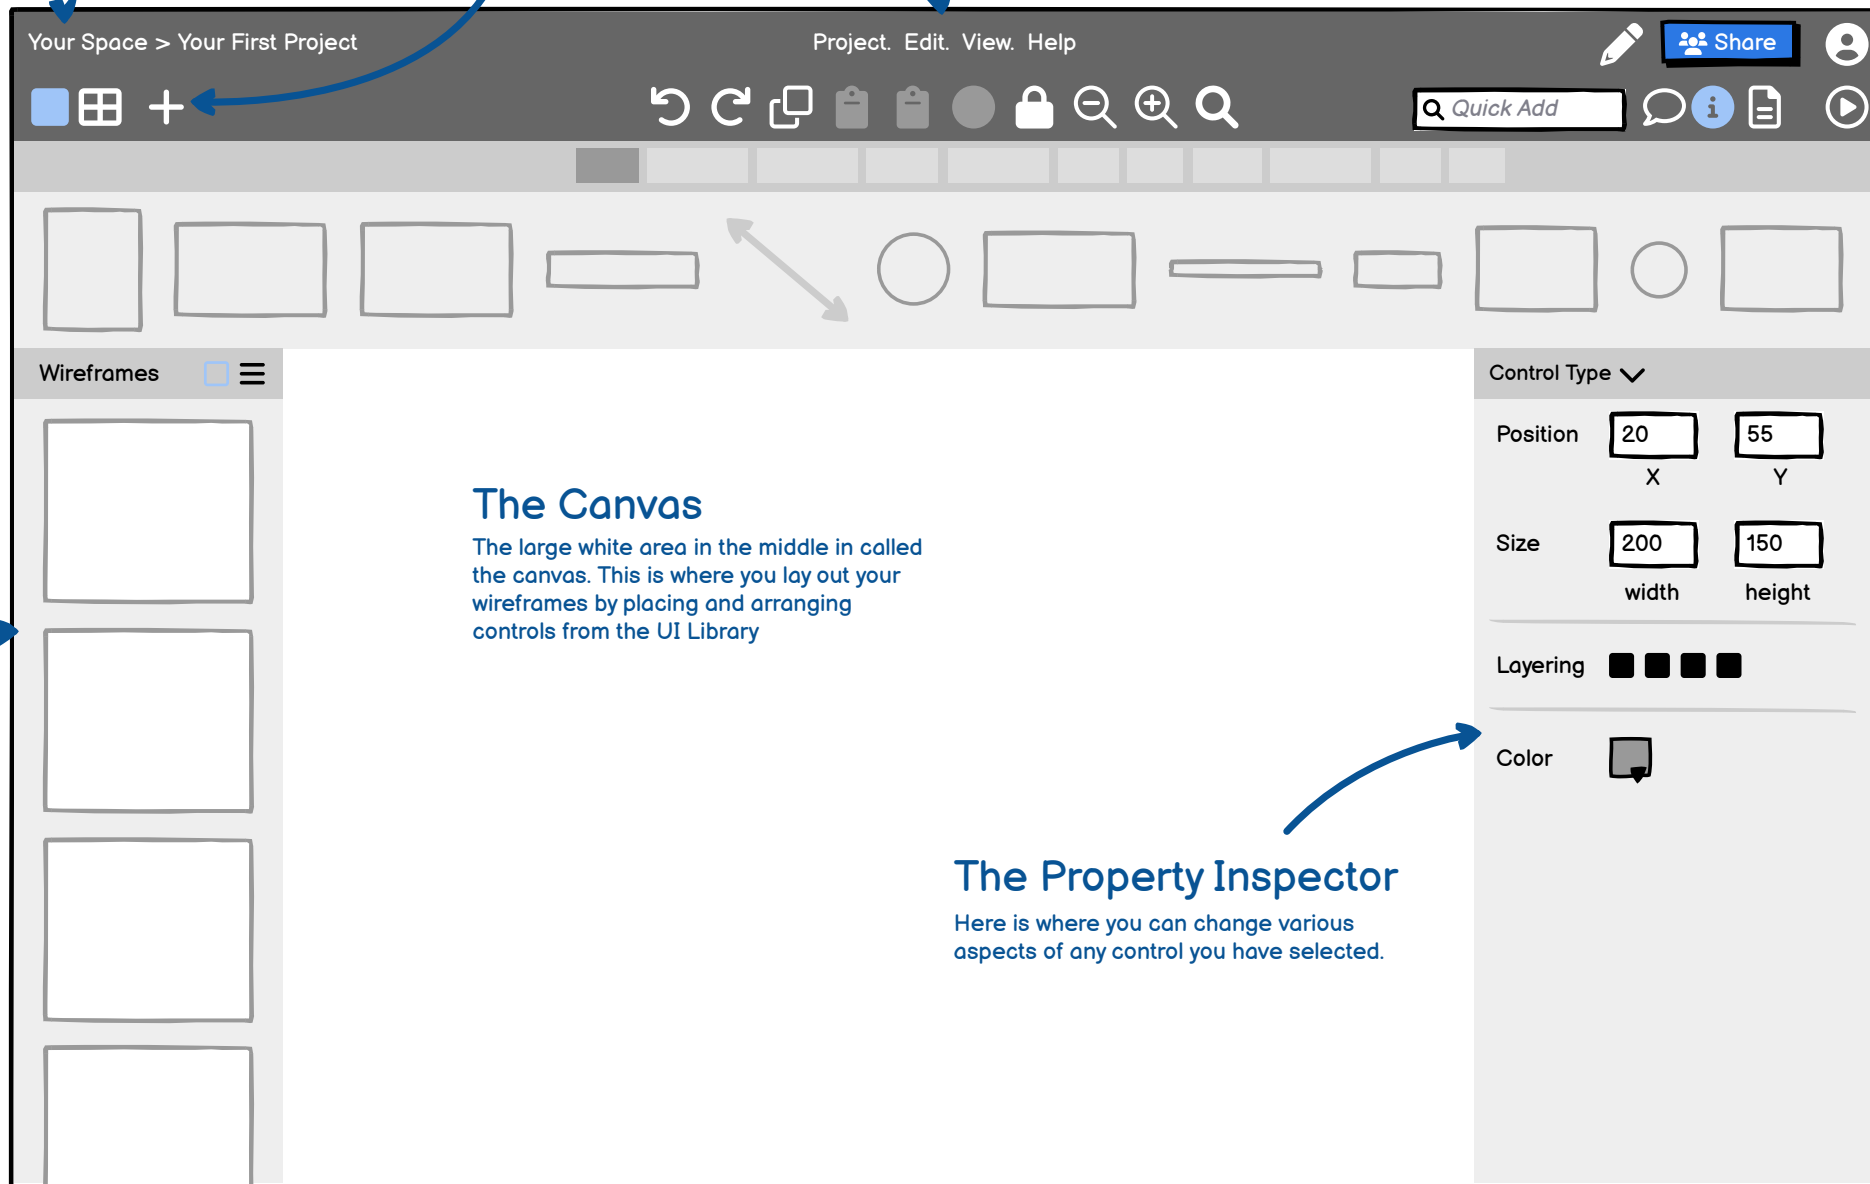 Your Space > Your First Project
Project. Edit. View. Help
Share
Quick Add
i
Wireframes
Control Type
Position
20
55
X
Y
Size
200
150
width
height
Layering
Color
The Canvas
The large white area in the middle in called
the canvas. This is where you lay out your
wireframes by placing and arranging
controls from the UI Library
The Property Inspector
Here is where you can change various
aspects of any control you have selected.